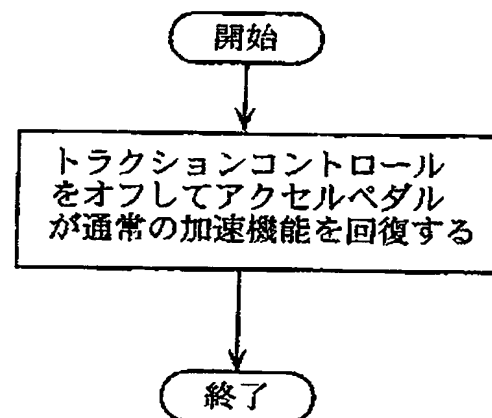 開始
トラクションコントロール
をオフしてアクセルペダル
が通常の加速機能を回復する
終了